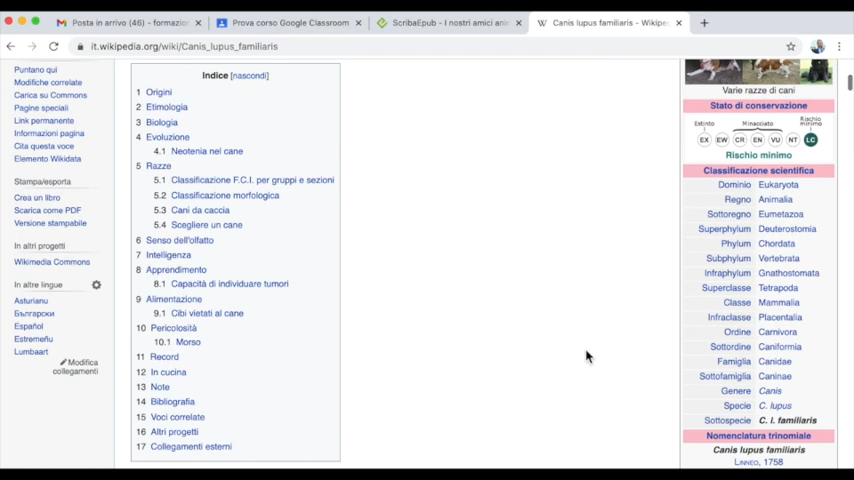 Posta in arrivo (46) - formazion
Prova corso Google Classroom
ScribaEpub - I nostri amici anim
Canis lupus familiaris - Wikiped
it.wikipedia.org/wiki/Canis_lupus_familiaris
Puntano qui
Modifiche correlate
Carica su Commons
Pagine speciali
Link permanente
Informazioni pagina
Cita questa voce
Elemento Wikidata
Stampa/esporta
Crea un libro
Scarica come PDF
Versione stampabile
In altri progetti
Wikimedia Commons
In altre lingue
Asturianu
Български
Español
Estremeñu
Lumbaart
Modifica
collegamenti
Indice [nascondi]
1 Origini
2 Etimologia
3 Biologia
4 Evoluzione
4.1 Neotenia nel cane
5 Razze
5.1 Classificazione F.C.I. per gruppi e sezioni
5.2 Classificazione morfologica
5.3 Cani da caccia
5.4 Scegliere un cane
6 Senso dell'olfatto
7 Intelligenza
8 Apprendimento
8.1 Capacità di individuare tumori
9 Alimentazione
9.1 Cibi vietati al cane
10 Pericolosità
10.1 Morso
11 Record
12 In cucina
13 Note
14 Bibliografia
15 Voci correlate
16 Altri progetti
17 Collegamenti esterni
Varie razze di cani
Stato di conservazione
Estinto Minacciato Rischio minimo
EX EW CR EN VU NT LC
Rischio minimo
Classificazione scientifica
Dominio Eukaryota
Regno Animalia
Sottoregno Eumetazoa
Superphylum Deuterostomia
Phylum Chordata
Subphylum Vertebrata
Infraphylum Gnathostomata
Superclasse Tetrapoda
Classe Mammalia
Infraclasse Placentalia
Ordine Carnivora
Sottordine Caniformia
Famiglia Canidae
Sottofamiglia Caninae
Genere Canis
Specie C. lupus
Sottospecie C. l. familiaris
Nomenclatura trinomiale
Canis lupus familiaris
Linneo, 1758